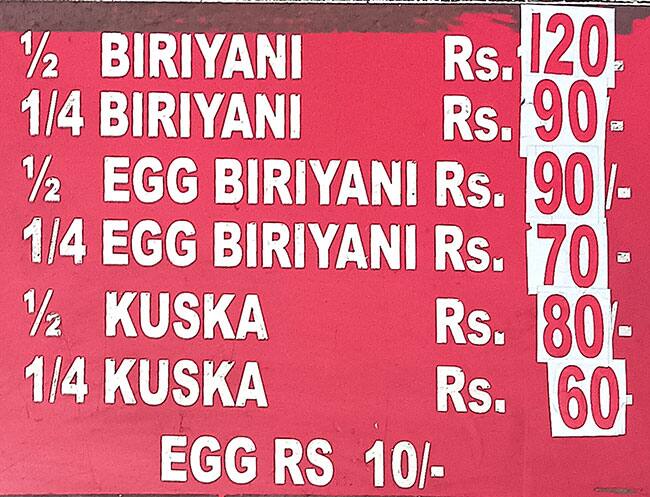 ½ BIRIYANI Rs. 120-
1/4 BIRIYANI Rs. 90/-
½ EGG BIRIYANI Rs. 90/-
1/4 EGG BIRIYANI Rs. 70-
½ KUSKA Rs. 80/-
1/4 KUSKA Rs. 60-
EGG RS 10/-